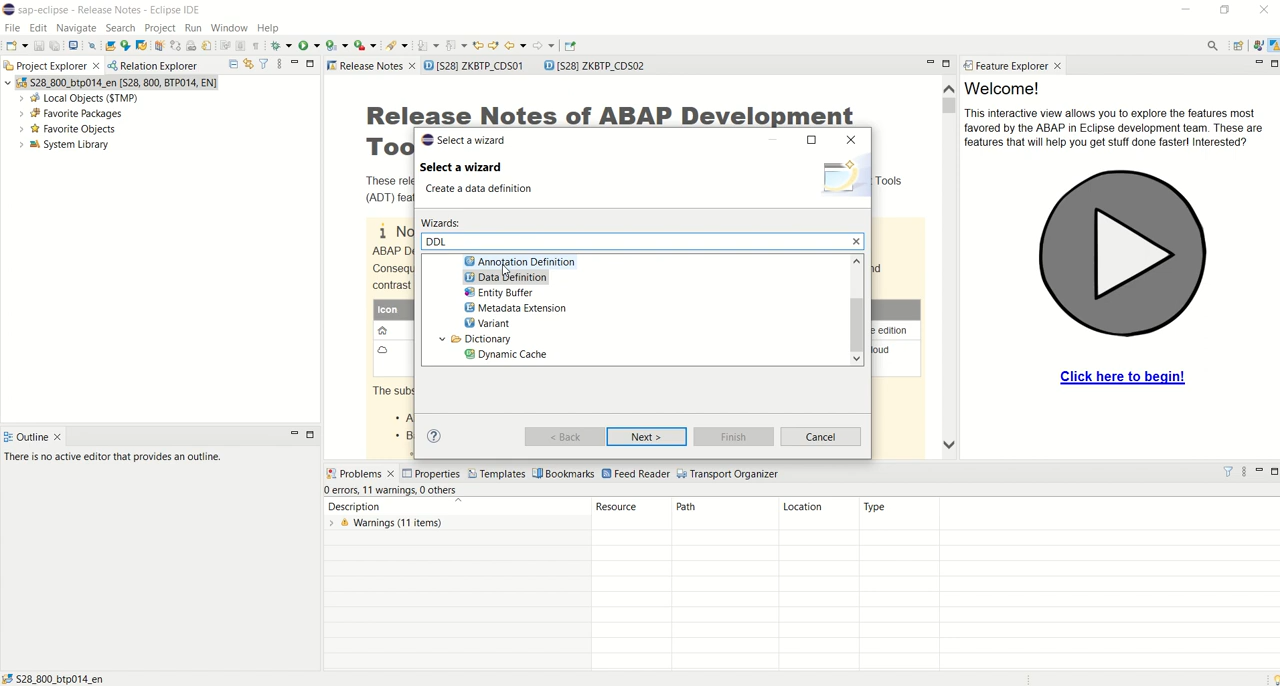 sap-eclipse - Release Notes - Eclipse IDE
File Edit Navigate Search Project Run Window Help
Project Explorer
Relation Explorer
S28_800_btp014_en [S28, 800, BTP014, EN]
Local Objects ($TMP)
Favorite Packages
Favorite Objects
System Library
Outline
There is no active editor that provides an outline.
Release Notes
[S28] ZKBTP_CDS01
[S28] ZKBTP_CDS02
Release Notes of ABAP Development
Too
These rele
Tools
(ADT) feat
No
ABAP De
Consequ
nd
contrast
Icon
e edition
loud
The subs
• A
• B
Select a wizard
Select a wizard
Create a data definition
Wizards:
DDL
Annotation Definition
Data Definition
Entity Buffer
Metadata Extension
Variant
Dictionary
Dynamic Cache
< Back Next > Finish Cancel
Feature Explorer
Welcome!
This interactive view allows you to explore the features most
favored by the ABAP in Eclipse development team. These are
features that will help you get stuff done faster! Interested?
Click here to begin!
Problems Properties Templates Bookmarks Feed Reader Transport Organizer
0 errors, 11 warnings, 0 others
Description Resource Path Location Type
Warnings (11 items)
S28_800_btp014_en